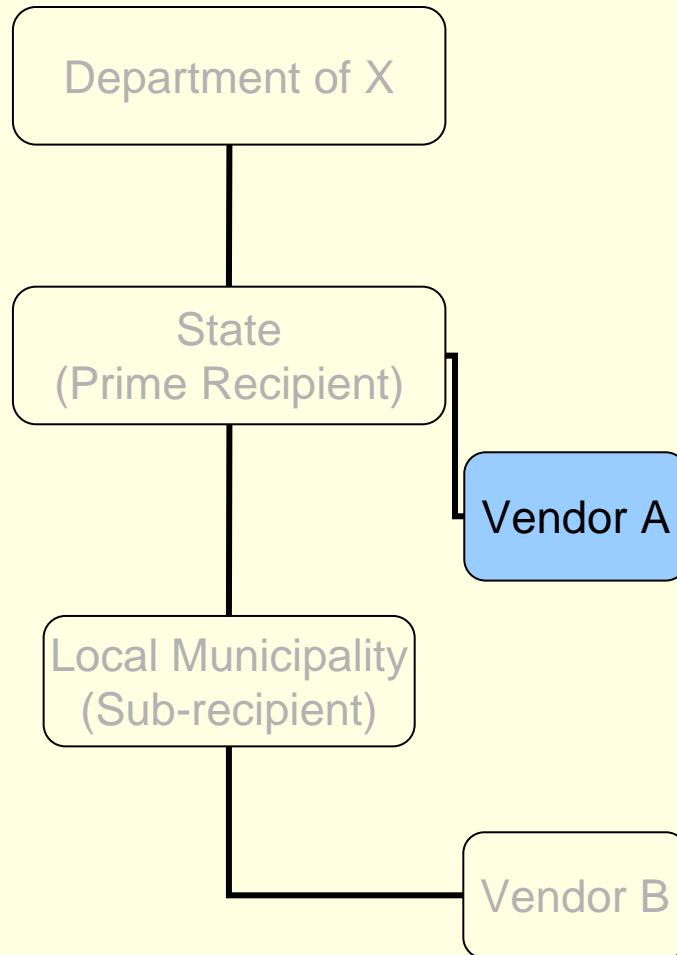 Department of X
State
(Prime Recipient)
Vendor A
Local Municipality
(Sub-recipient)
Vendor B